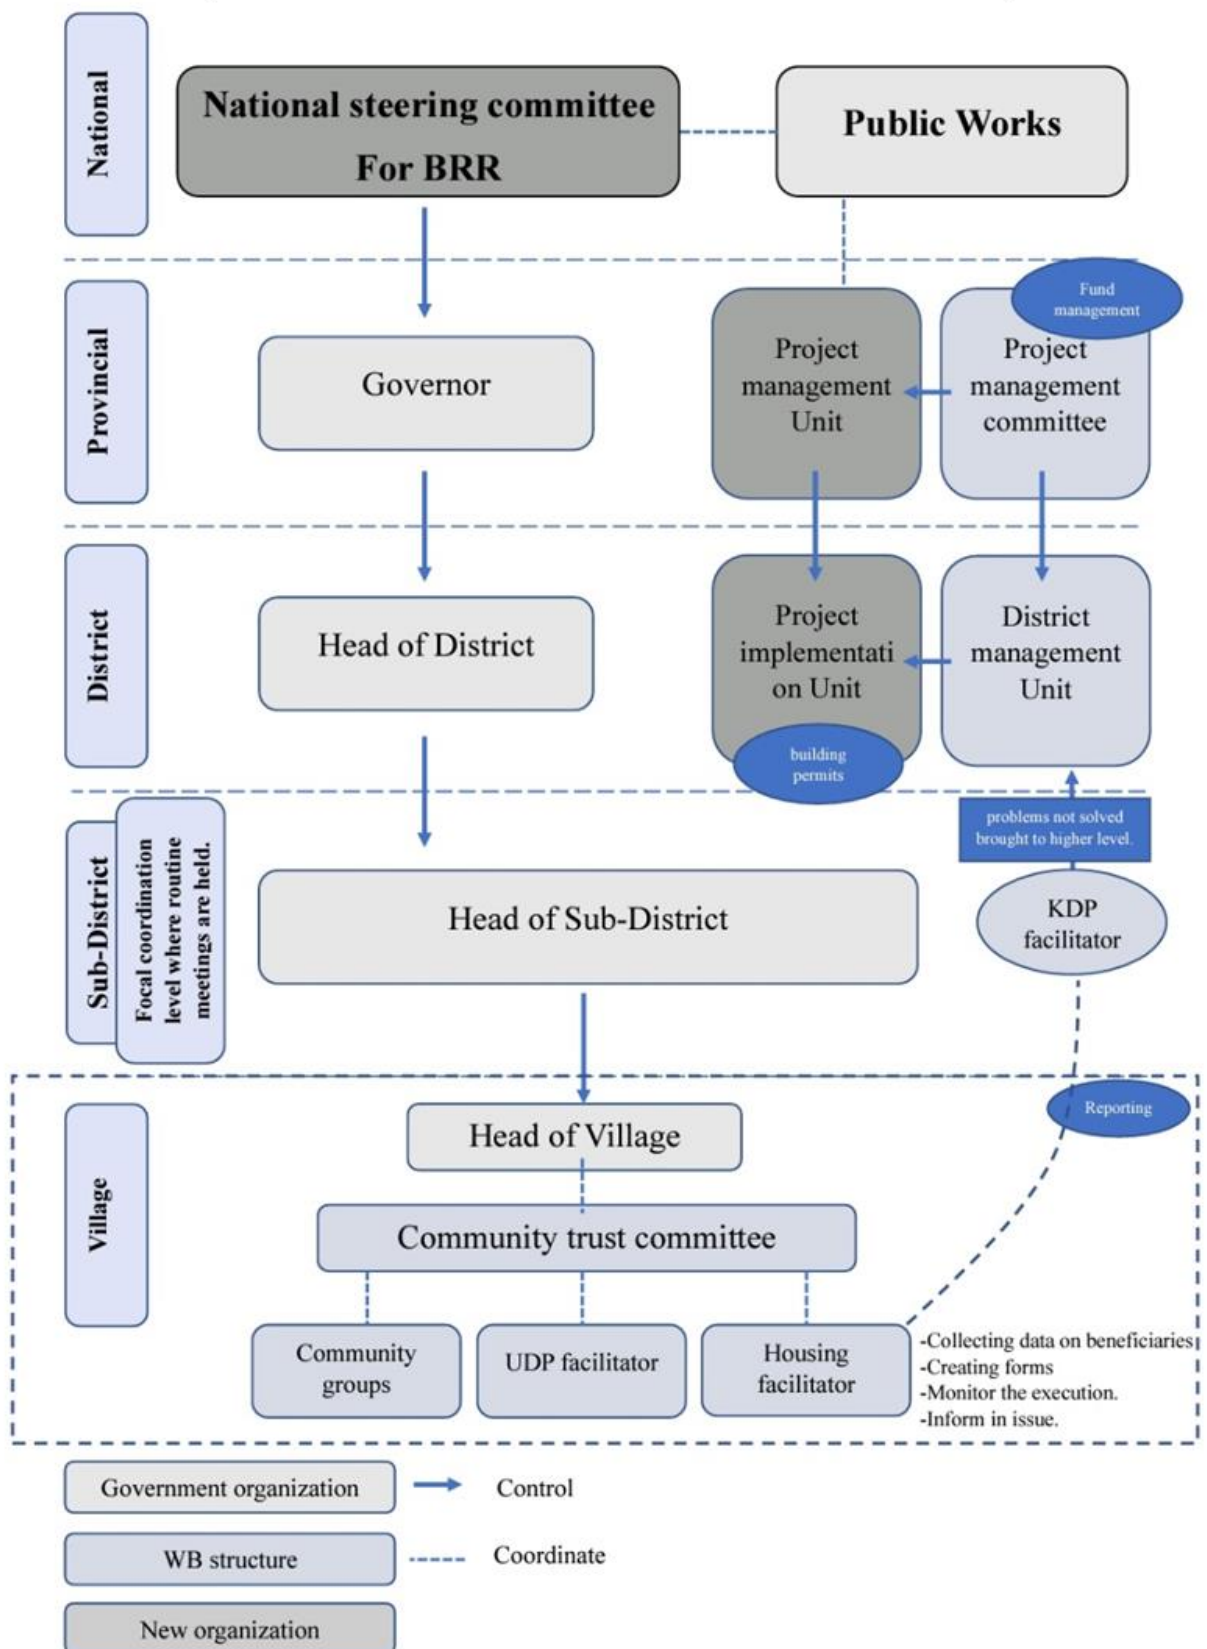 National
National steering committee
For BRR
Public Works
Provincial
Governor
Project
management
Unit
Fund
management
Project
management
committee
District
Head of District
Project
implementati
on Unit
building
permits
District
management
Unit
Sub-District
Focal coordination
level where routine
meetings are held.
Head of Sub-District
problems not solved
brought to higher level.
KDP
facilitator
Village
Head of Village
Reporting
Community trust committee
Community
groups
UDP facilitator
Housing
facilitator
-Collecting data on beneficiaries
-Creating forms
-Monitor the execution.
-Inform in issue.
Government organization
Control
WB structure
Coordinate
New organization